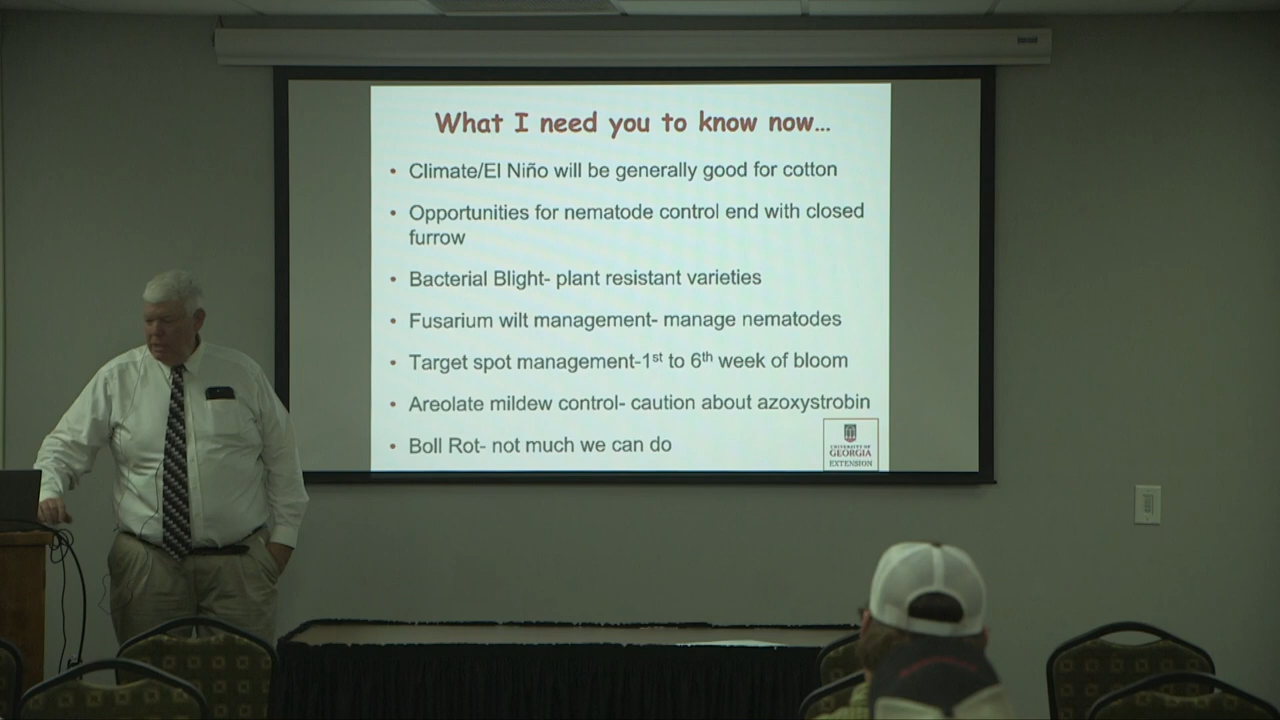 What I need you to know now...
• Climate/El Niño will be generally good for cotton
• Opportunities for nematode control end with closed
furrow
• Bacterial Blight- plant resistant varieties
• Fusarium wilt management- manage nematodes
• Target spot management-1st to 6th week of bloom
• Areolate mildew control- caution about azoxystrobin
• Boll Rot- not much we can do
UNIVERSITY OF
GEORGIA
EXTENSION